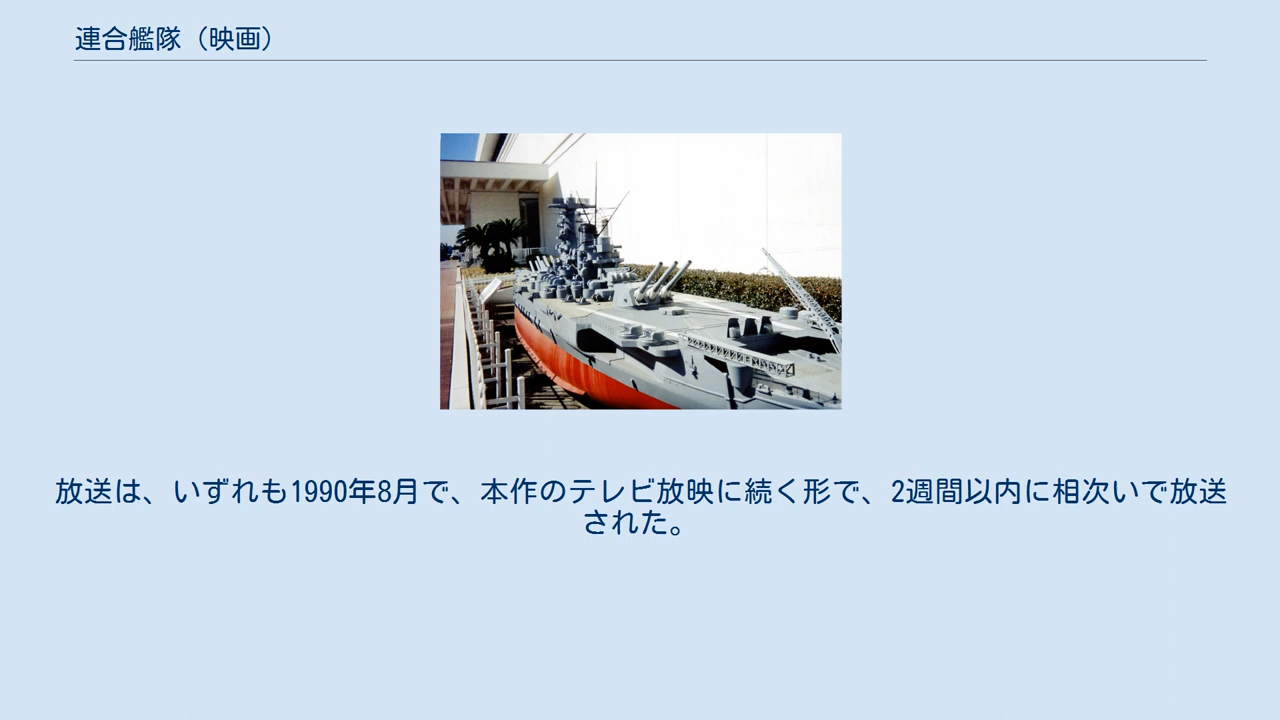 連合艦隊（映画）
放送は、いずれも1990年8月で、本作のテレビ放映に続く形で、2週間以内に相次いで放送
された。